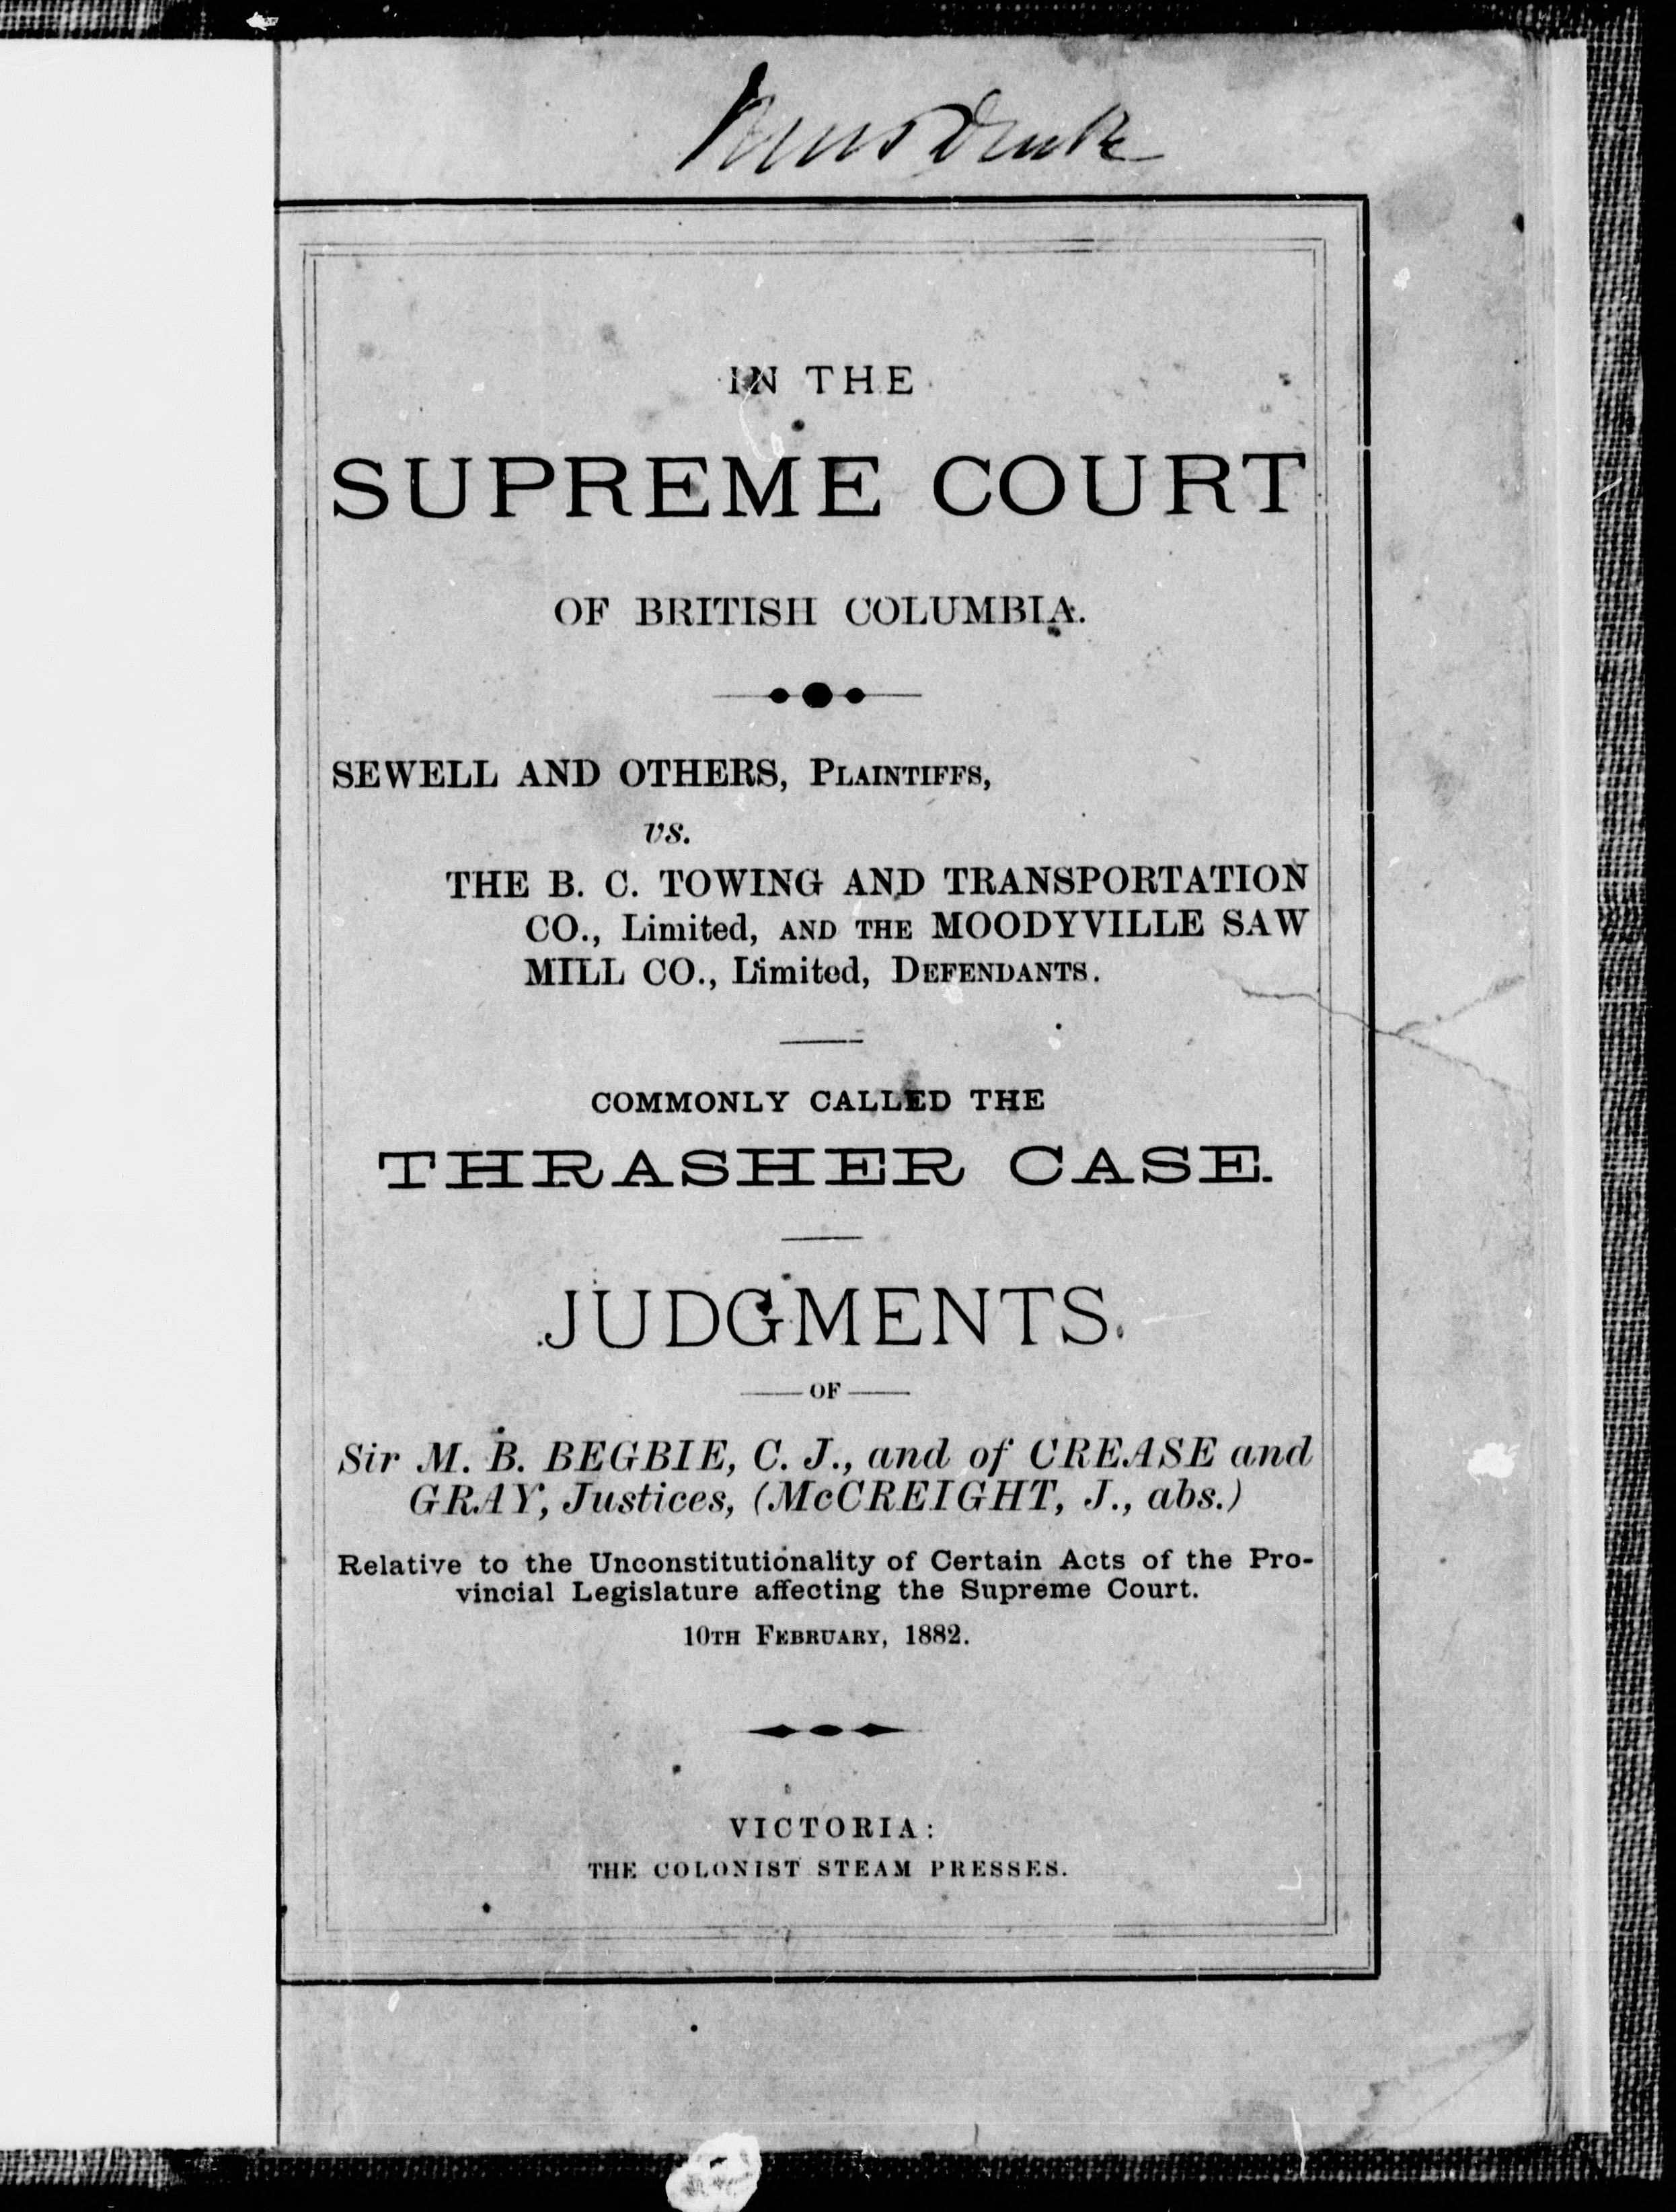 IN THE
SUPREME COURT
OF BRITISH COLUMBIA.
SEWELL AND OTHERS, PLAINTIFFS,
vs.
THE B. C. TOWING AND TRANSPORTATION
CO., Limited, AND THE MOODYVILLE SAW
MILL CO., Limited, DEFENDANTS.
COMMONLY CALLED THE
THRASHER CASE.
JUDGMENTS.
OF
Sir M. B. BEGBIE, C. J., and of CREASE and
GRAY, Justices, (McCREIGHT, J., abs.)
Relative to the Unconstitutionality of Certain Acts of the Pro-
vincial Legislature affecting the Supreme Court.
10TH FEBRUARY, 1882.
VICTORIA:
THE COLONIST STEAM PRESSES.